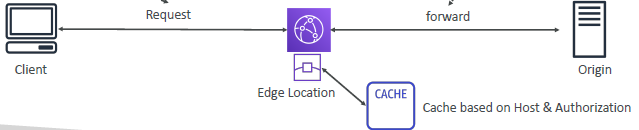 Request
forward
Client
Origin
Edge Location
CACHE
Cache based on Host & Authorization